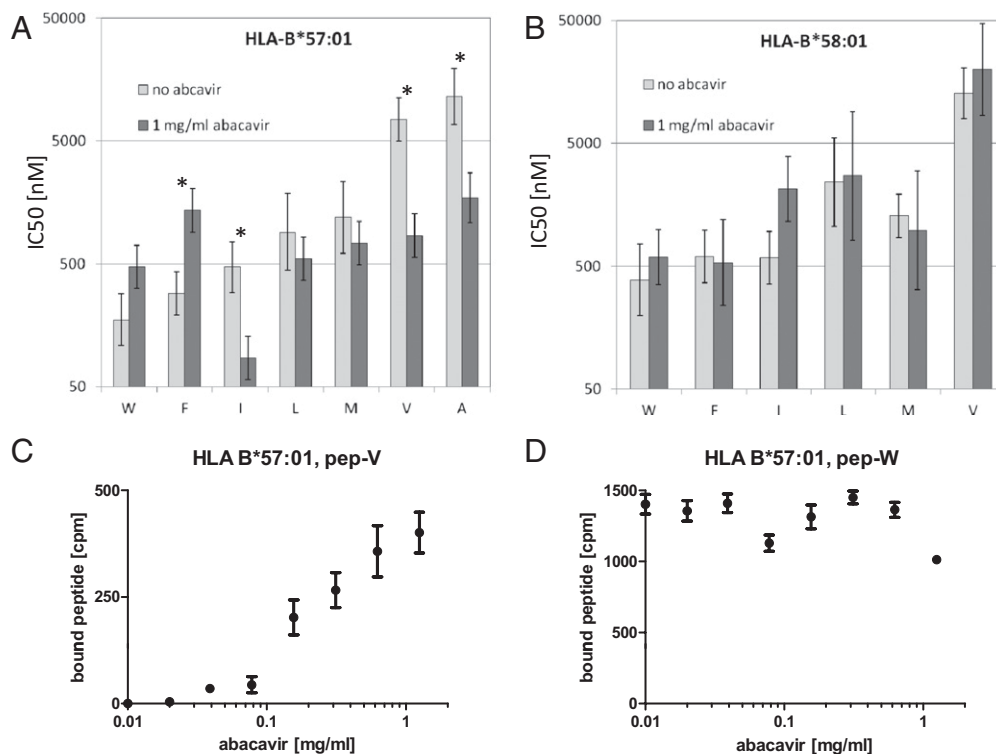 A
HLA-B*57:01
no abcavir
1 mg/ml abacavir
IC50 [nM]
50000
5000
500
50
* * * *
W F I L M V A
B
HLA-B*58:01
no abcavir
1 mg/ml abacavir
IC50 [nM]
50000
5000
500
50
W F I L M V
C
HLA B*57:01, pep-V
bound peptide [cpm]
500
250
0
0.01 0.1 1
abacavir [mg/ml]
D
HLA B*57:01, pep-W
bound peptide [cpm]
1500
1000
500
0
0.01 0.1 1
abacavir [mg/ml]